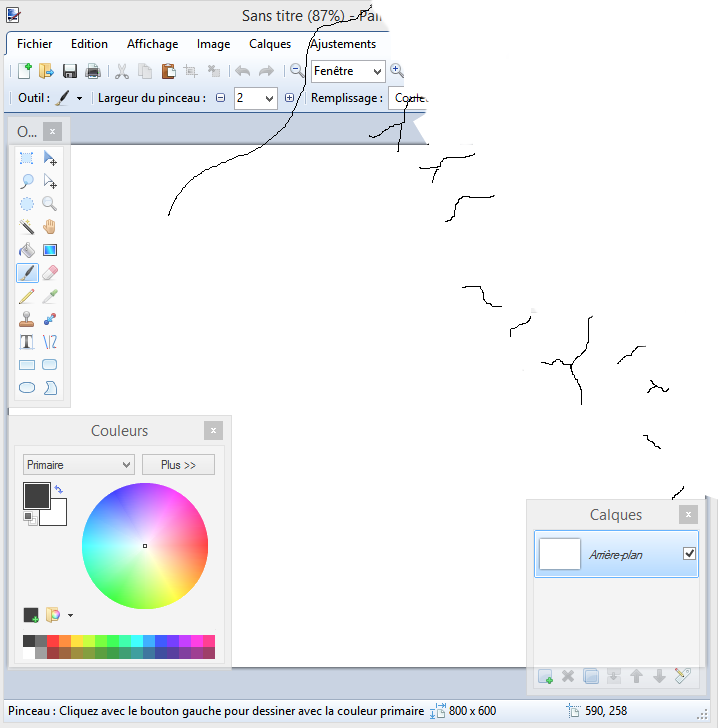 Sans titre (87%) - Pai
Fichier Edition Affichage Image Calques Ajustements
Fenêtre
Outil : Largeur du pinceau : 2 Remplissage : Coule
O...
Couleurs
Primaire Plus >>
Calques
Arrière-plan
Pinceau : Cliquez avec le bouton gauche pour dessiner avec la couleur primaire 800 x 600 590, 258